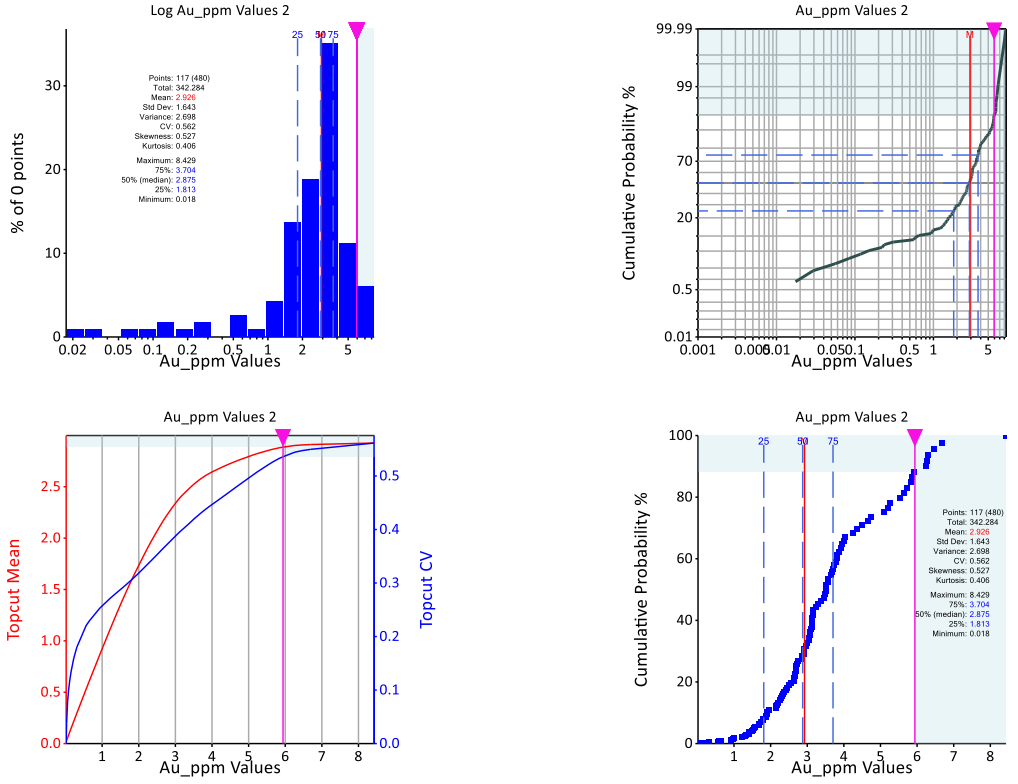 Log Au_ppm Values 2
25 50 75
M
% of 0 points
30
20
10
0
Points: 117 (480)
Total: 342.284
Mean: 2.926
Std Dev: 1.643
Variance: 2.698
CV: 0.562
Skewness: 0.527
Kurtosis: 0.406
Maximum: 8.429
75%: 3.704
50% (median): 2.875
25%: 1.813
Minimum: 0.018
0.02 0.05 0.1 0.2 0.5 1 2 5
Au_ppm Values
Au_ppm Values 2
M
Cumulative Probability %
99.99
99
70
20
0.5
0.01
0.001 0.005 0.01 0.05 0.1 0.5 1 5
Au_ppm Values
Au_ppm Values 2
Topcut Mean
2.5
2.0
1.5
1.0
0.5
0.0
Topcut CV
0.5
0.4
0.3
0.2
0.1
0.0
1 2 3 4 5 6 7 8
Au_ppm Values
Au_ppm Values 2
25 50 75
Cumulative Probability %
100
80
60
40
20
0
Points: 117 (480)
Total: 342.284
Mean: 2.926
Std Dev: 1.643
Variance: 2.698
CV: 0.562
Skewness: 0.527
Kurtosis: 0.406
Maximum: 8.429
75%: 3.704
50% (median): 2.875
25%: 1.813
Minimum: 0.018
1 2 3 4 5 6 7 8
Au_ppm Values